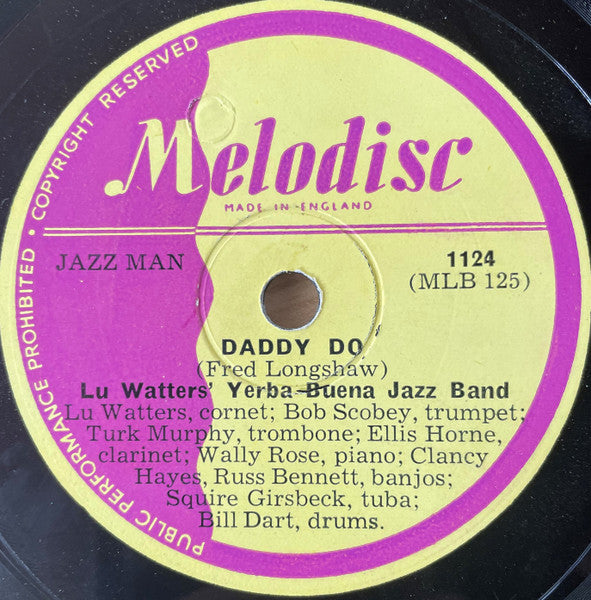 PUBLIC PERFORMANCE PROHIBITED • COPYRIGHT RESERVED
Melodisc
MADE IN ENGLAND
JAZZ MAN
1124
(MLB 125)
DADDY DO
(Fred Longshaw)
Lu Watters' Yerba-Buena Jazz Band
Lu Watters, cornet; Bob Scobey, trumpet;
Turk Murphy, trombone; Ellis Horne,
clarinet; Wally Rose, piano; Clancy
Hayes, Russ Bennett, banjos;
Squire Girsbeck, tuba;
Bill Dart, drums.